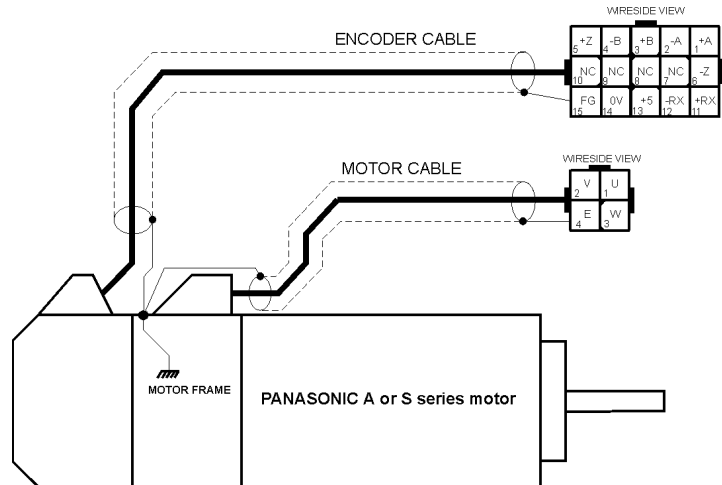 WIRESIDE VIEW
ENCODER CABLE
+Z -B +B -A +A
5 4 3 2 1
NC NC NC NC -Z
10 9 8 7 6
FG 0V +5 -RX +RX
15 14 13 12 11
MOTOR CABLE
WIRESIDE VIEW
V U
2 1
E W
4 3
MOTOR FRAME
PANASONIC A or S series motor